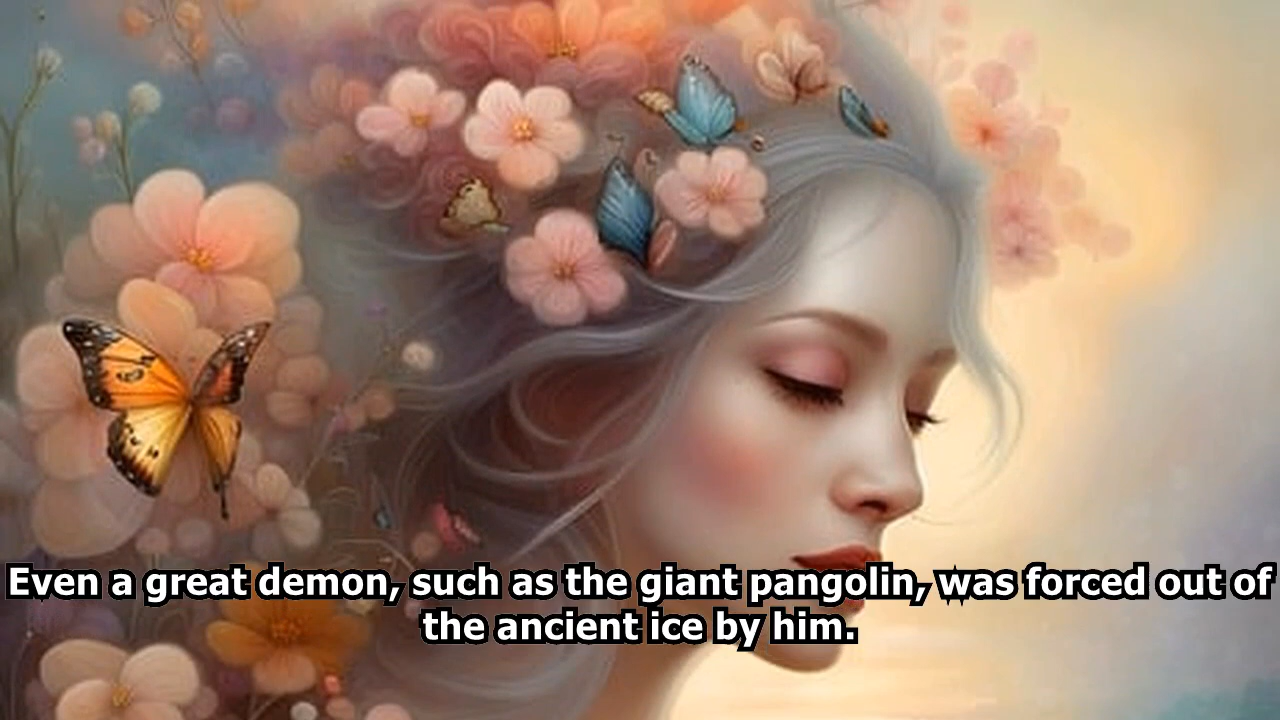 Even a great demon, such as the giant pangolin, was forced out of
the ancient ice by him.